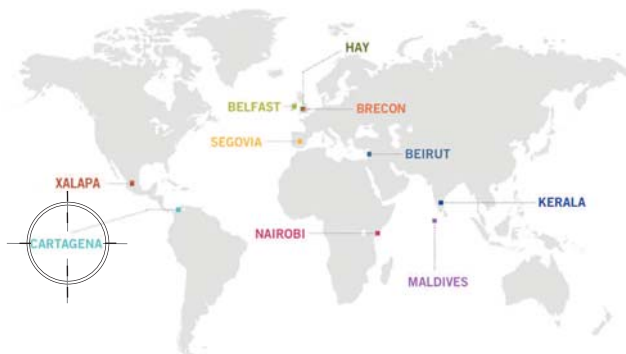 HAY
BELFAST
BRECON
SEGOVIA
BEIRUT
XALAPA
KERALA
NAIROBI
CARTAGENA
MALDIVES